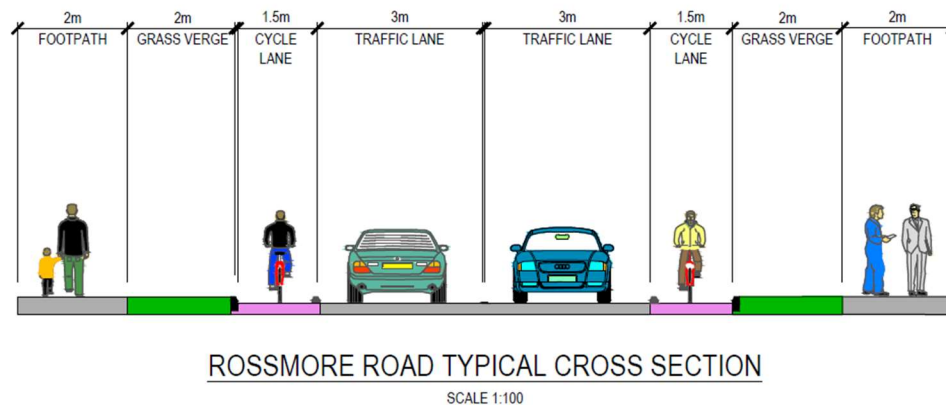 2m 2m 1.5m 3m 3m 1.5m 2m 2m
FOOTPATH GRASS VERGE CYCLE LANE TRAFFIC LANE TRAFFIC LANE CYCLE LANE GRASS VERGE FOOTPATH
ROSSMORE ROAD TYPICAL CROSS SECTION
SCALE 1:100